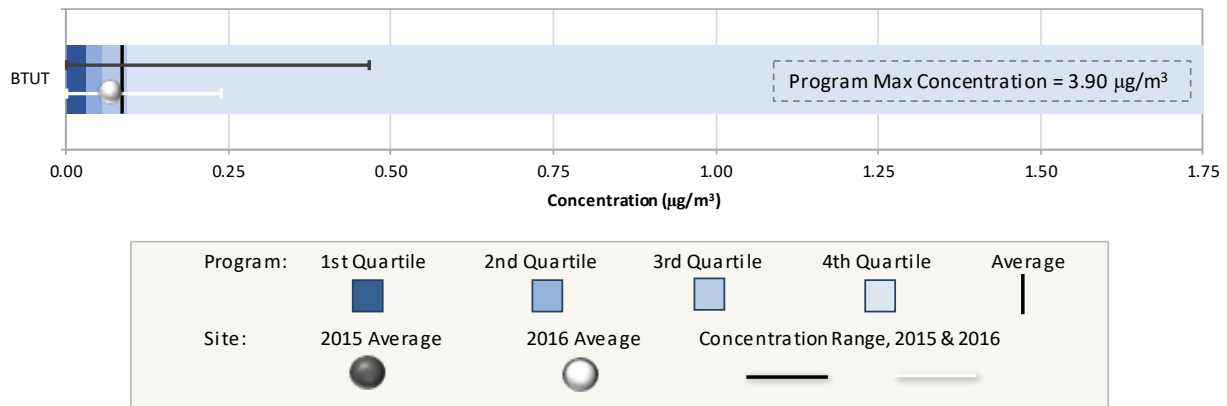 BTUT
Program Max Concentration = 3.90 μg/m³
0.00 0.25 0.50 0.75 1.00 1.25 1.50 1.75
Concentration (μg/m³)
Program: 1st Quartile 2nd Quartile 3rd Quartile 4th Quartile Average
Site: 2015 Average 2016 Aveage Concentration Range, 2015 & 2016